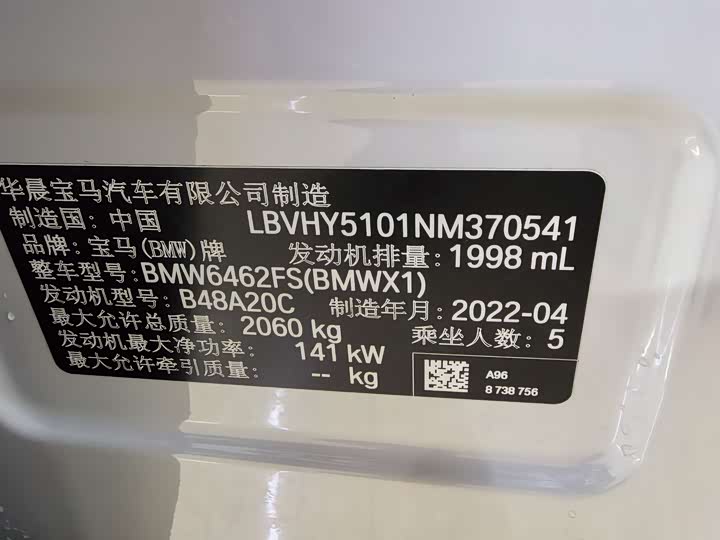 华晨宝马汽车有限公司制造
制造国: 中国 LBVHY5101NM370541
品牌: 宝马(BMW)牌 发动机排量: 1998 mL
整车型号: BMW6462FS(BMWX1)
发动机型号: B48A20C 制造年月: 2022-04
最大允许总质量: 2060 kg 乘坐人数: 5
发动机最大净功率: 141 kW
最大允许牵引质量: -- kg
A96
8 738 756